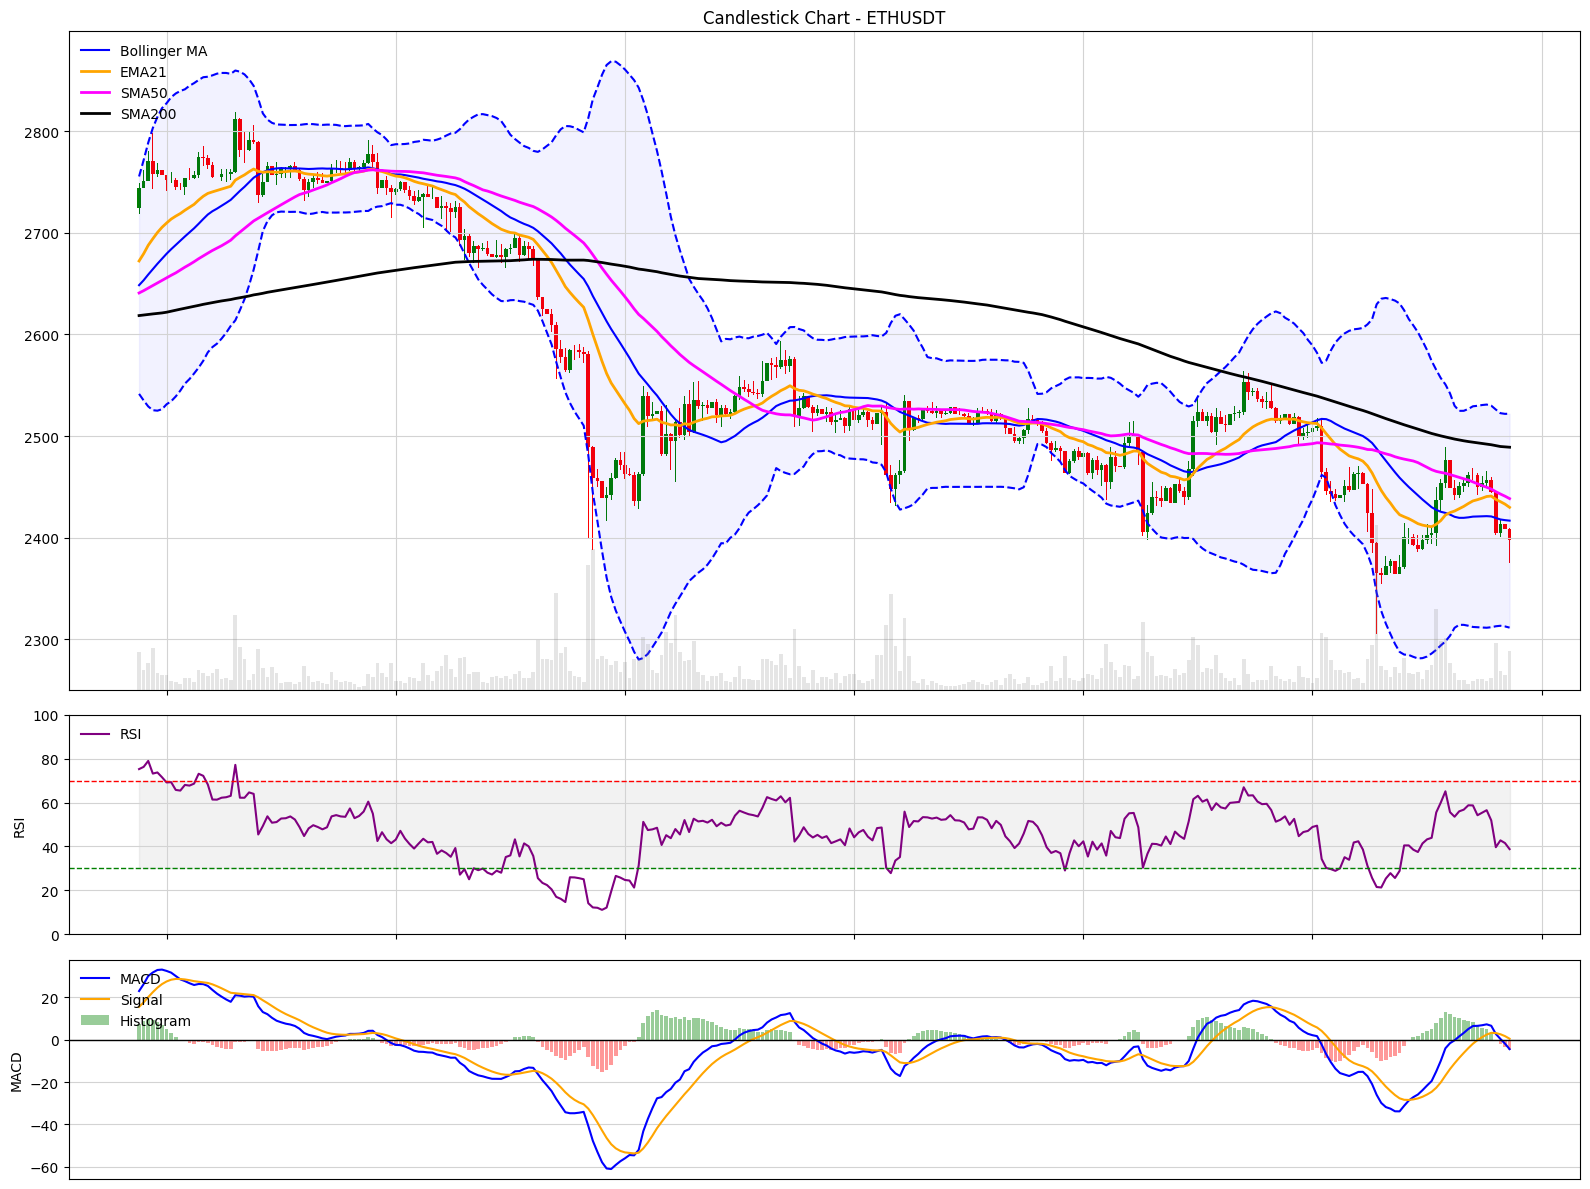 Candlestick Chart - ETHUSDT
Bollinger MA
EMA21
SMA50
SMA200
2800
2700
2600
2500
2400
2300
RSI
100
80
60
40
20
0
RSI
MACD
Signal
Histogram
20
0
−20
−40
−60
MACD